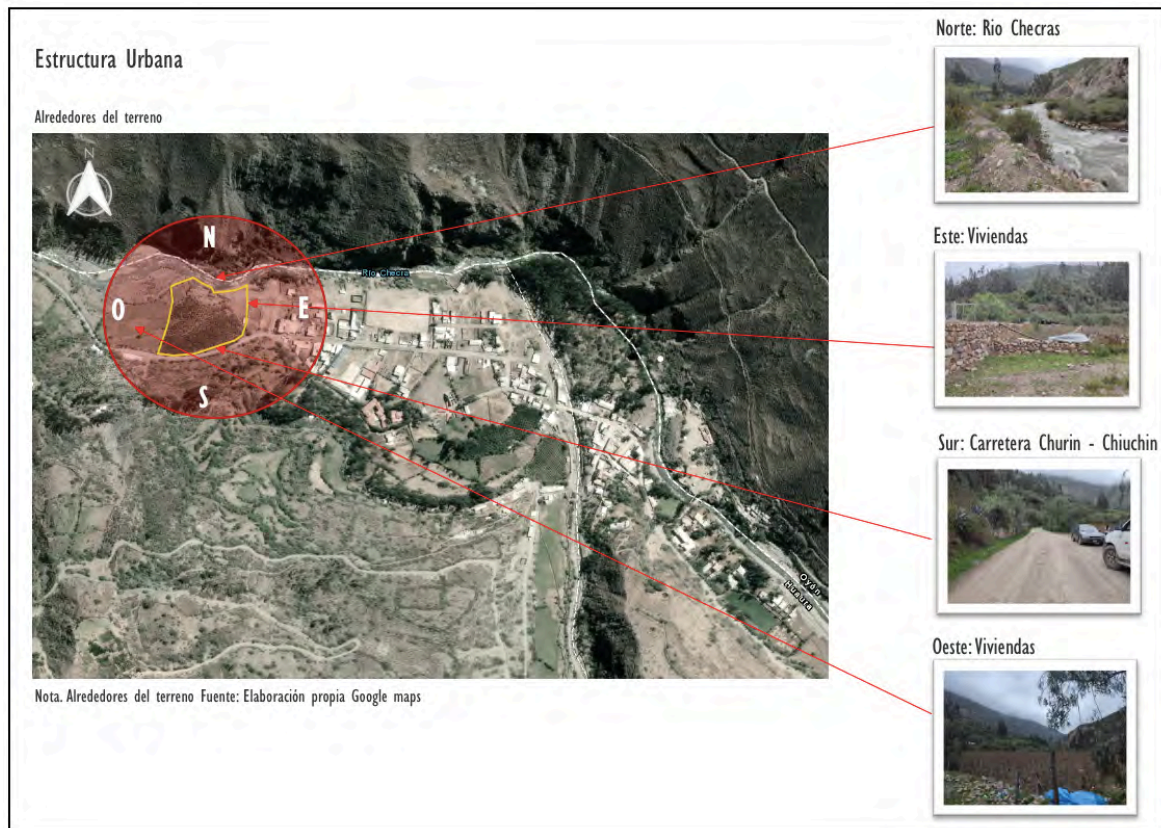 Estructura Urbana
Alrededores del terreno
N
N
O
E
S
Río Checra
Oyón
Huaura
Nota. Alrededores del terreno Fuente: Elaboración propia Google maps
Norte: Rio Checras
Este: Viviendas
Sur: Carretera Churin - Chiuchin
Oeste: Viviendas